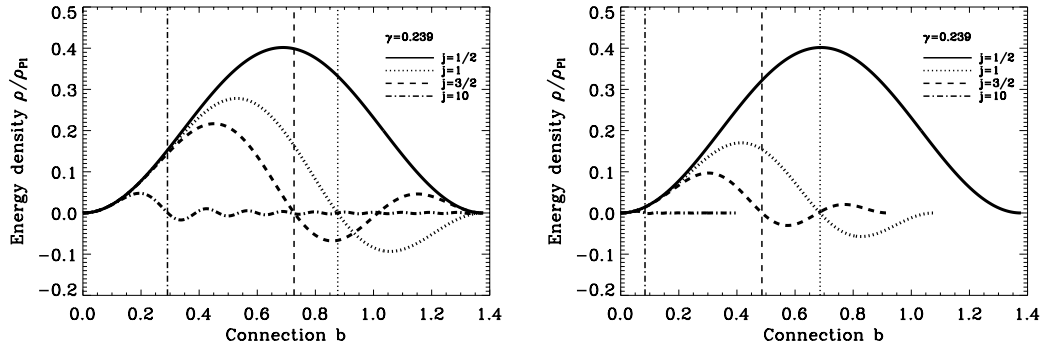 0.5
0.4
0.3
0.2
0.1
0.0
−0.1
−0.2
Energy density ρ/ρPl
γ=0.239
j=1/2
j=1
j=3/2
j=10
0.0 0.2 0.4 0.6 0.8 1.0 1.2 1.4
Connection b
0.5
0.4
0.3
0.2
0.1
0.0
−0.1
−0.2
Energy density ρ/ρPl
γ=0.239
j=1/2
j=1
j=3/2
j=10
0.0 0.2 0.4 0.6 0.8 1.0 1.2 1.4
Connection b